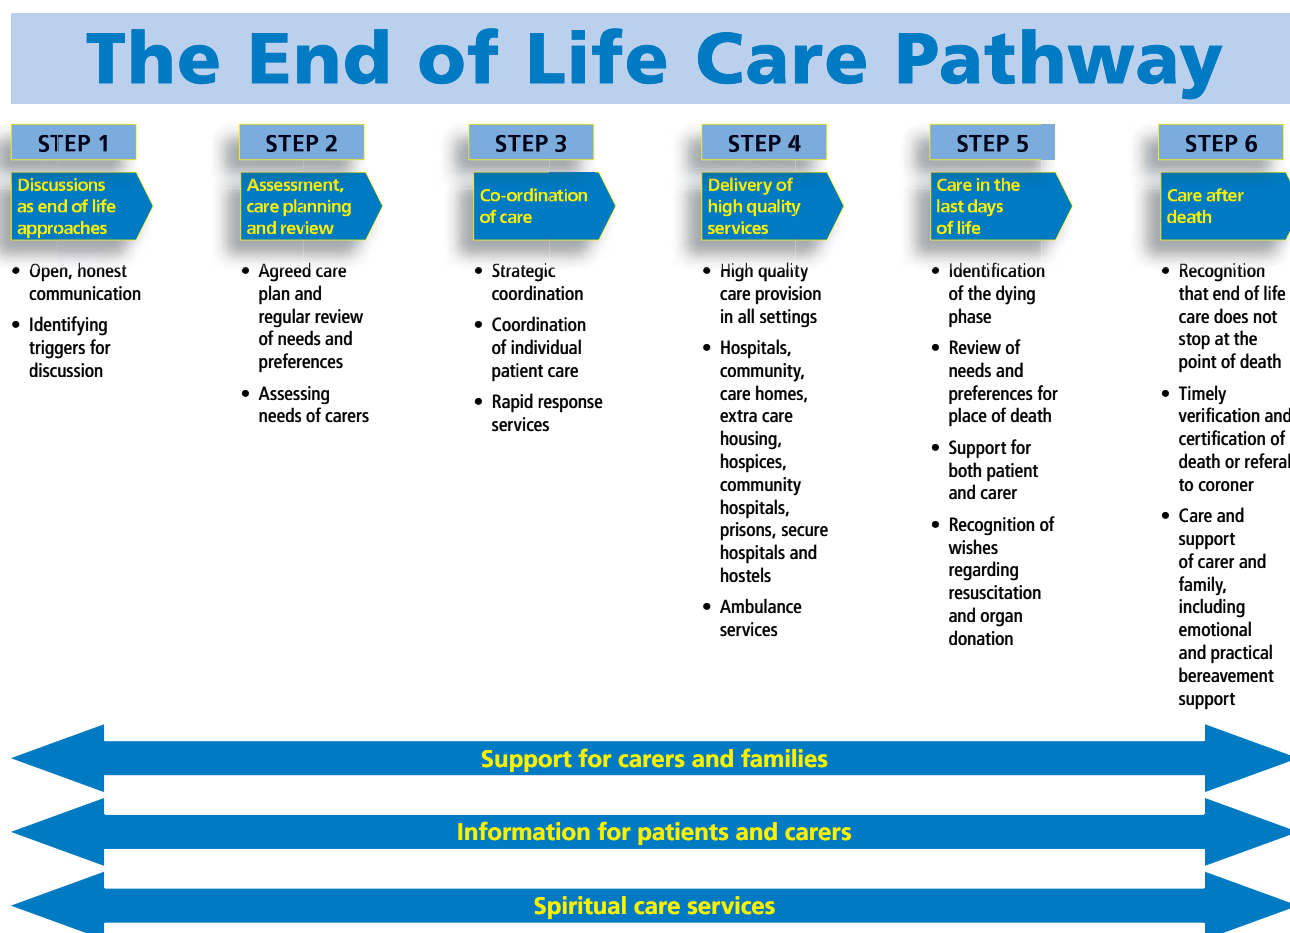 The End of Life Care Pathway
STEP 1
Discussions
as end of life
approaches
• Open, honest
communication
• Identifying
triggers for
discussion
STEP 2
Assessment,
care planning
and review
• Agreed care
plan and
regular review
of needs and
preferences
• Assessing
needs of carers
STEP 3
Co-ordination
of care
• Strategic
coordination
• Coordination
of individual
patient care
• Rapid response
services
STEP 4
Delivery of
high quality
services
• High quality
care provision
in all settings
• Hospitals,
community,
care homes,
extra care
housing,
hospices,
community
hospitals,
prisons, secure
hospitals and
hostels
• Ambulance
services
STEP 5
Care in the
last days
of life
• Identification
of the dying
phase
• Review of
needs and
preferences for
place of death
• Support for
both patient
and carer
• Recognition of
wishes
regarding
resuscitation
and organ
donation
STEP 6
Care after
death
• Recognition
that end of life
care does not
stop at the
point of death
• Timely
verification and
certification of
death or referal
to coroner
• Care and
support
of carer and
family,
including
emotional
and practical
bereavement
support
Support for carers and families
Information for patients and carers
Spiritual care services